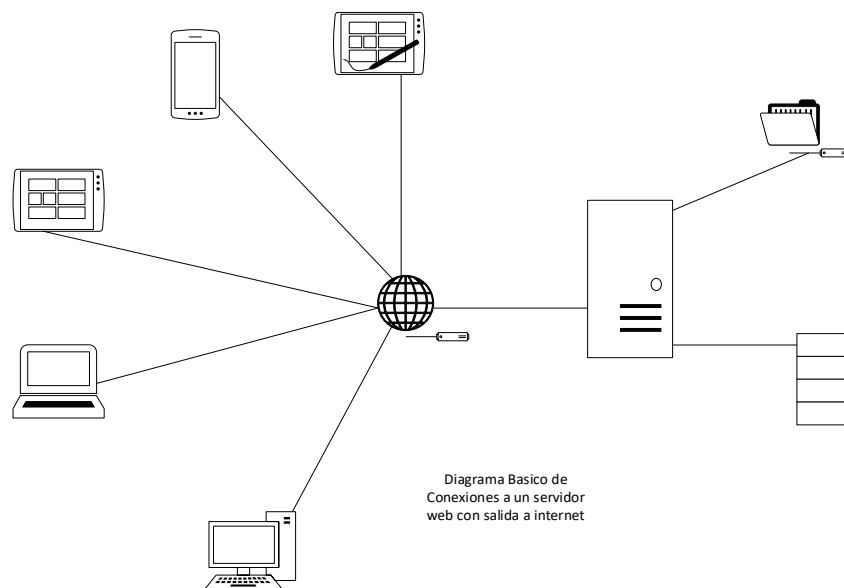 Diagrama Basico de
Conexiones a un servidor
web con salida a internet